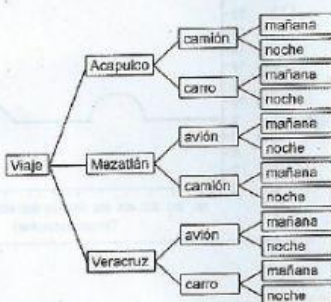 mañana
camión
noche
Acapulco
mañana
carro
noche
mañana
avión
noche
Viaje
Mazatlán
mañana
camión
noche
mañana
avión
noche
Veracruz
mañana
carro
noche